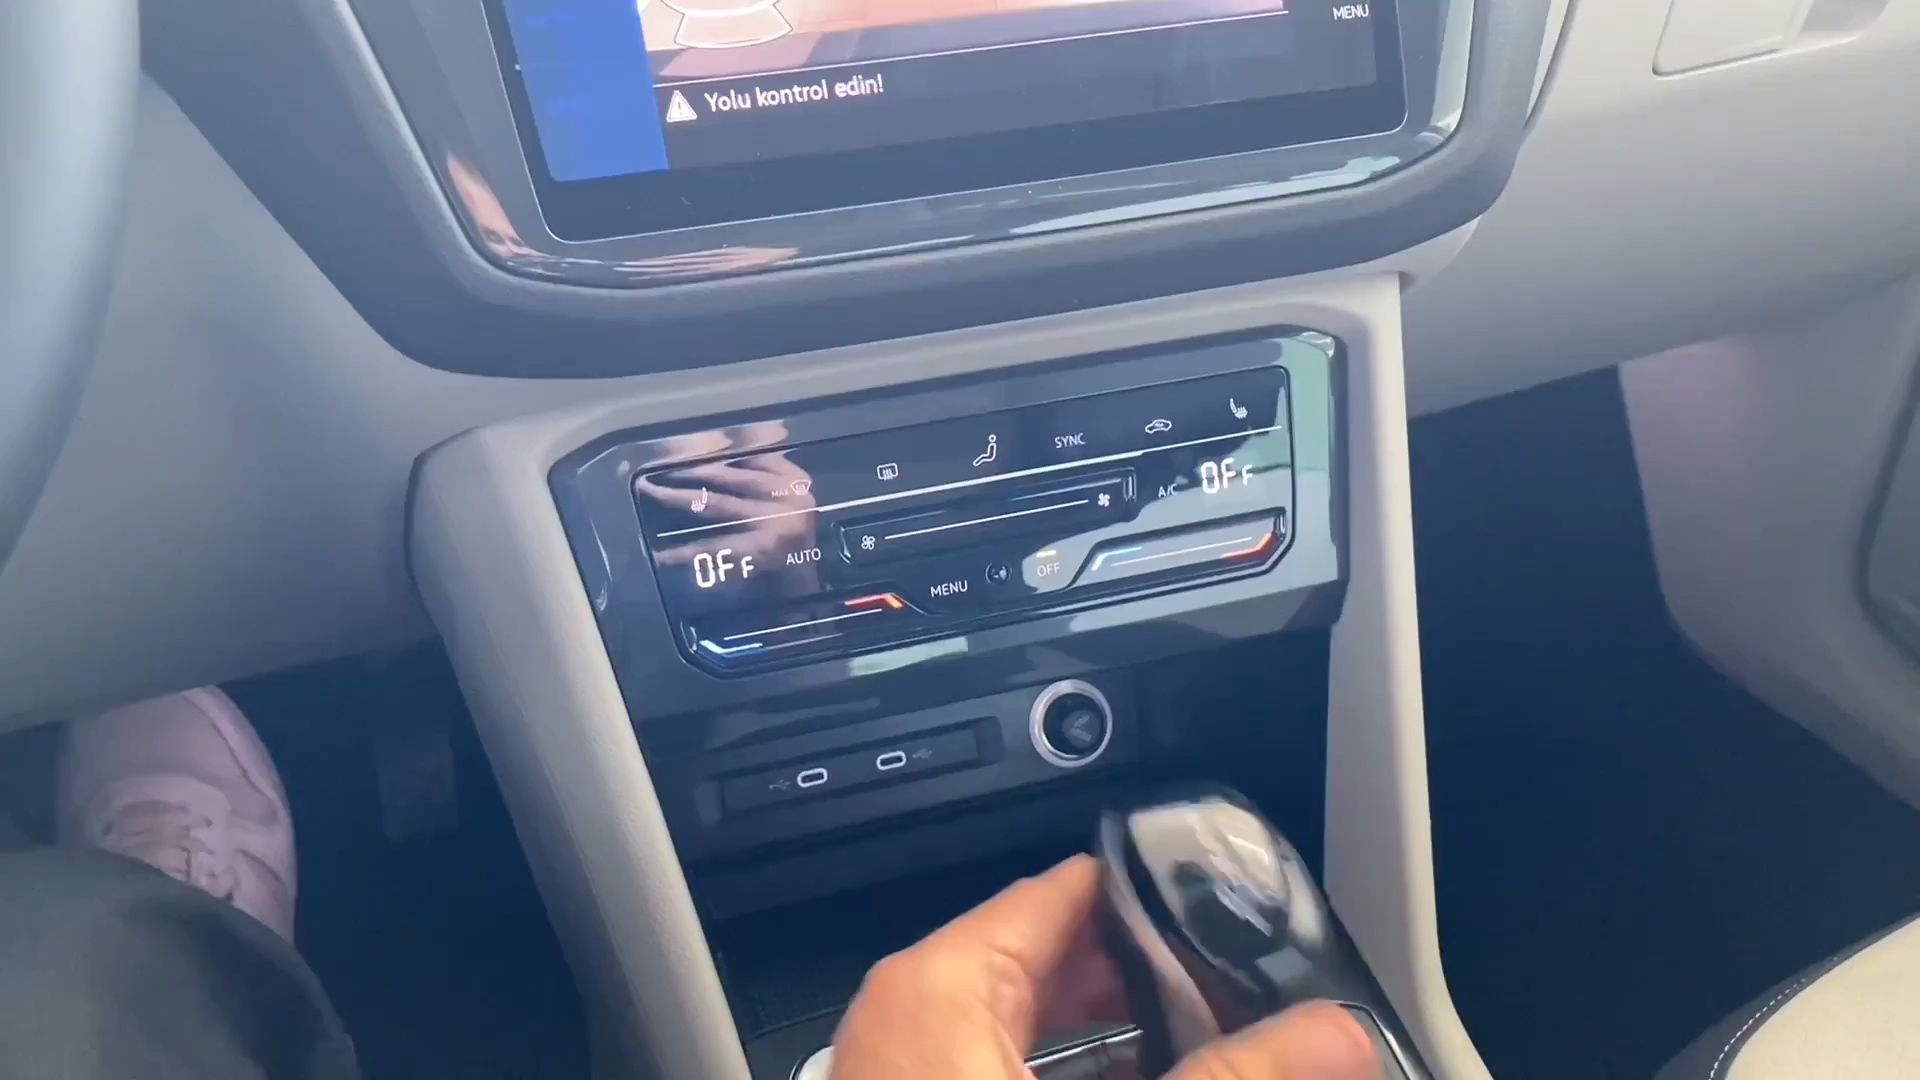 MENU
Yolu kontrol edin!
SYNC
MAX
A/C OFF
OFF AUTO
MENU OFF